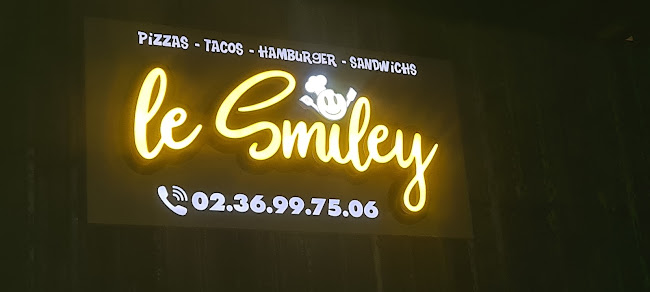 PiZZAS - TACOS - HAMBURGER - SANDWiCHS
le Smiley
02.36.99.75.06